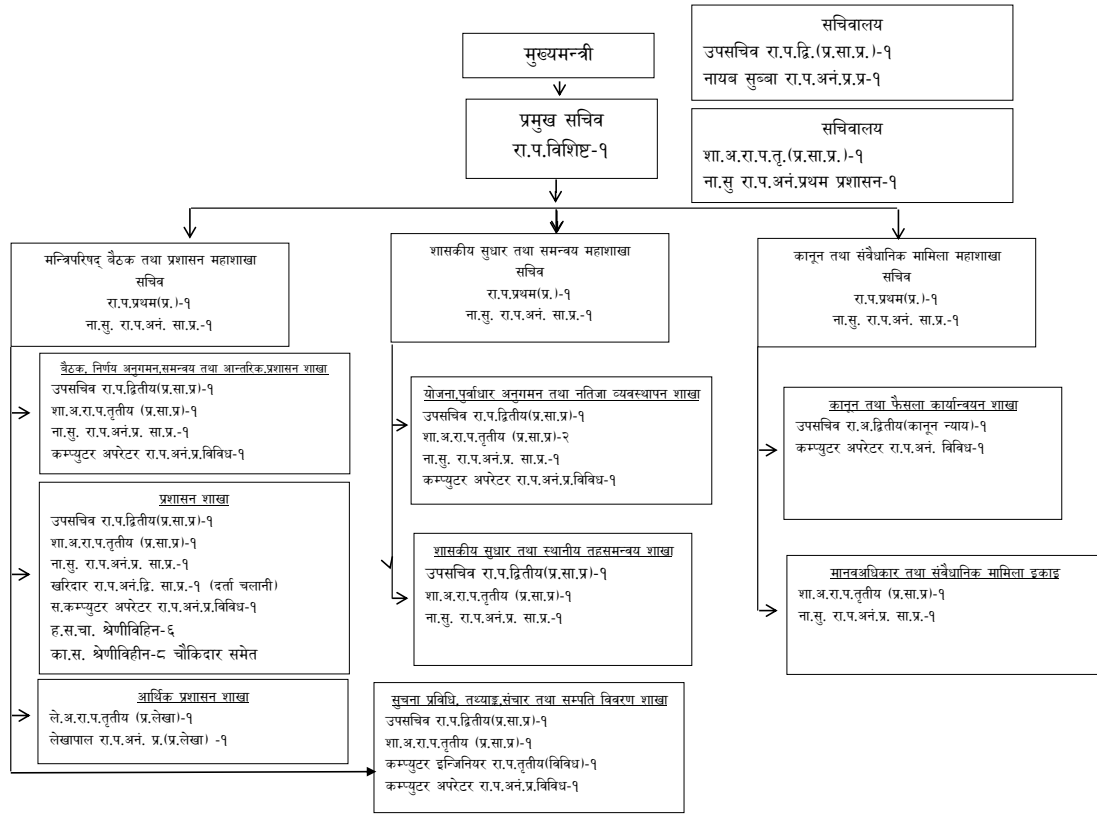 मुख्यमन्त्री
प्रमुख सचिव
रा.प.विशिष्ट-१
सचिवालय
उपसचिव रा.प.द्वि.(प्र.सा.प्र.)-१
नायब सुब्बा रा.प.अनं.प्र.प्र-१
सचिवालय
शा.अ.रा.प.तृ.(प्र.सा.प्र.)-१
ना.सु रा.प.अनं.प्रथम प्रशासन-१
मन्त्रिपरिषद् बैठक तथा प्रशासन महाशाखा
सचिव
रा.प.प्रथम(प्र.)-१
ना.सु. रा.प.अनं. सा.प्र.-१
बैठक, निर्णय अनुगमन,समन्वय तथा आन्तरिक.प्रशासन शाखा
उपसचिव रा.प.द्वितीय(प्र.सा.प्र)-१
शा.अ.रा.प.तृतीय (प्र.सा.प्र)-१
ना.सु. रा.प.अनं.प्र. सा.प्र.-१
कम्प्युटर अपरेटर रा.प.अनं.प्र.विविध-१
प्रशासन शाखा
उपसचिव रा.प.द्वितीय(प्र.सा.प्र)-१
शा.अ.रा.प.तृतीय (प्र.सा.प्र)-१
ना.सु. रा.प.अनं.प्र. सा.प्र.-१
खरिदार रा.प.अनं.द्वि. सा.प्र.-१ (दर्ता चलानी)
स.कम्प्युटर अपरेटर रा.प.अनं.प्र.विविध-१
ह.स.चा. श्रेणीविहिन-६
का.स. श्रेणीविहीन-८ चौकिदार समेत
आर्थिक प्रशासन शाखा
ले.अ.रा.प.तृतीय (प्र.लेखा)-१
लेखापाल रा.प.अनं. प्र.(प्र.लेखा) -१
शासकीय सुधार तथा समन्वय महाशाखा
सचिव
रा.प.प्रथम(प्र.)-१
ना.सु. रा.प.अनं. सा.प्र.-१
योजना,पुर्वाधार अनुगमन तथा नतिजा व्यवस्थापन शाखा
उपसचिव रा.प.द्वितीय(प्र.सा.प्र)-१
शा.अ.रा.प.तृतीय (प्र.सा.प्र)-२
ना.सु. रा.प.अनं.प्र. सा.प्र.-१
कम्प्युटर अपरेटर रा.प.अनं.प्र.विविध-१
शासकीय सुधार तथा स्थानीय तहसमन्वय शाखा
उपसचिव रा.प.द्वितीय(प्र.सा.प्र)-१
शा.अ.रा.प.तृतीय (प्र.सा.प्र)-१
ना.सु. रा.प.अनं.प्र. सा.प्र.-१
सुचना प्रविधि, तथ्याङ्क,संचार तथा सम्पति विवरण शाखा
उपसचिव रा.प.द्वितीय(प्र.सा.प्र)-१
शा.अ.रा.प.तृतीय (प्र.सा.प्र)-१
कम्प्युटर इन्जिनियर रा.प.तृतीय(विविध)-१
कम्प्युटर अपरेटर रा.प.अनं.प्र.विविध-१
कानून तथा संवैधानिक मामिला महाशाखा
सचिव
रा.प.प्रथम(प्र.)-१
ना.सु. रा.प.अनं. सा.प्र.-१
कानून तथा फैसला कार्यान्वयन शाखा
उपसचिव रा.अ.द्वितीय(कानून न्याय)-१
कम्प्युटर अपरेटर रा.प.अनं. विविध-१
मानवअधिकार तथा संवैधानिक मामिला इकाइ
शा.अ.रा.प.तृतीय (प्र.सा.प्र)-१
ना.सु. रा.प.अनं.प्र. सा.प्र.-१